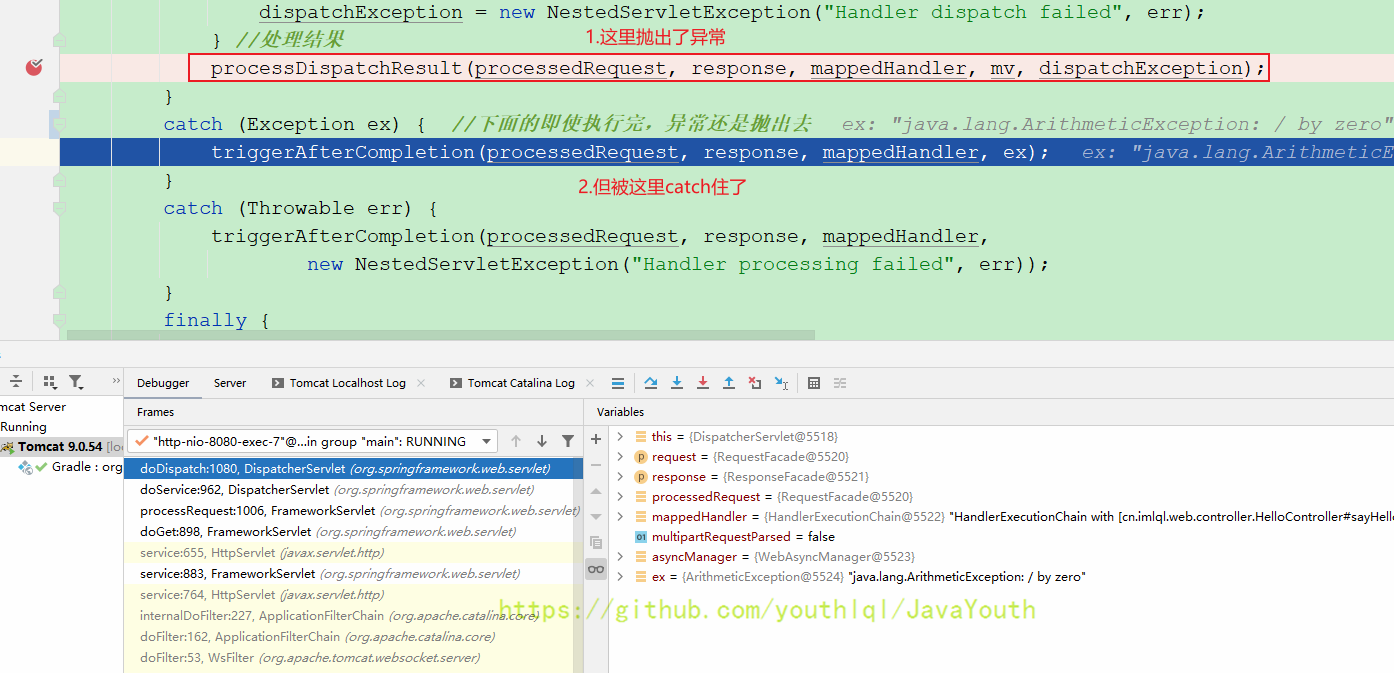 dispatchException = new NestedServletException("Handler dispatch failed", err);
} //处理结果
1.这里抛出了异常
processDispatchResult(processedRequest, response, mappedHandler, mv, dispatchException);
}
catch (Exception ex) { //下面的即使执行完，异常还是抛出去 ex: "java.lang.ArithmeticException: / by zero"
triggerAfterCompletion(processedRequest, response, mappedHandler, ex); ex: "java.lang.ArithmeticE
}
2.但被这里catch住了
catch (Throwable err) {
triggerAfterCompletion(processedRequest, response, mappedHandler,
new NestedServletException("Handler processing failed", err));
}
finally {
Debugger Server Tomcat Localhost Log Tomcat Catalina Log
mcat Server
Running
Tomcat 9.0.54 [loc
Gradle : org
Frames
"http-nio-8080-exec-7"@...in group "main": RUNNING
doDispatch:1080, DispatcherServlet (org.springframework.web.servlet)
doService:962, DispatcherServlet (org.springframework.web.servlet)
processRequest:1006, FrameworkServlet (org.springframework.web.servlet)
doGet:898, FrameworkServlet (org.springframework.web.servlet)
service:655, HttpServlet (javax.servlet.http)
service:883, FrameworkServlet (org.springframework.web.servlet)
service:764, HttpServlet (javax.servlet.http)
internalDoFilter:227, ApplicationFilterChain (org.apache.catalina.core)
doFilter:162, ApplicationFilterChain (org.apache.catalina.core)
doFilter:53, WsFilter (org.apache.tomcat.websocket.server)
Variables
this = {DispatcherServlet@5518}
p request = {RequestFacade@5520}
p response = {ResponseFacade@5521}
processedRequest = {RequestFacade@5520}
mappedHandler = {HandlerExecutionChain@5522} "HandlerExecutionChain with [cn.imlql.web.controller.HelloController#sayHello
01 multipartRequestParsed = false
asyncManager = {WebAsyncManager@5523}
ex = {ArithmeticException@5524} "java.lang.ArithmeticException: / by zero"
https://github.com/youthlql/JavaYouth